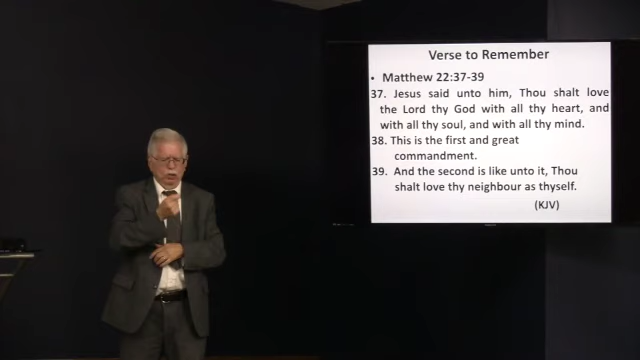 Verse to Remember
• Matthew 22:37-39
37. Jesus said unto him, Thou shalt love
the Lord thy God with all thy heart, and
with all thy soul, and with all thy mind.
38. This is the first and great
commandment.
39. And the second is like unto it, Thou
shalt love thy neighbour as thyself.
(KJV)